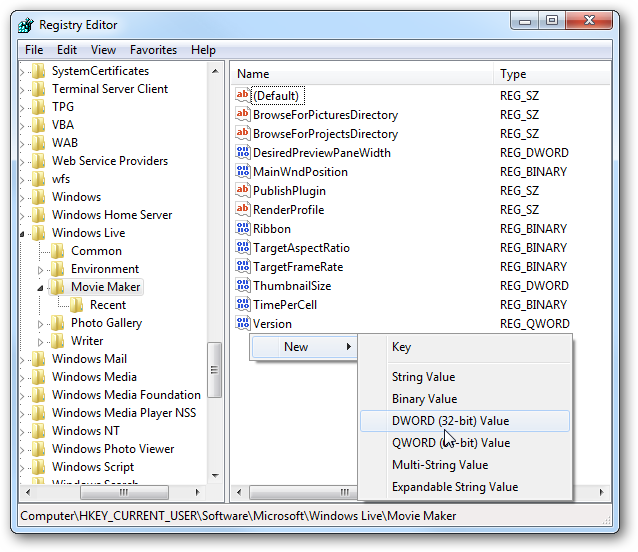 Registry Editor
File Edit View Favorites Help
SystemCertificates
Terminal Server Client
TPG
VBA
WAB
Web Service Providers
wfs
Windows
Windows Home Server
Windows Live
Common
Environment
Movie Maker
Recent
Photo Gallery
Writer
Windows Mail
Windows Media
Windows Media Foundation
Windows Media Player NSS
Windows NT
Windows Photo Viewer
Windows Script
Name Type
(Default) REG_SZ
BrowseForPicturesDirectory REG_SZ
BrowseForProjectsDirectory REG_SZ
DesiredPreviewPaneWidth REG_DWORD
MainWndPosition REG_BINARY
PublishPlugin REG_SZ
RenderProfile REG_SZ
Ribbon REG_BINARY
TargetAspectRatio REG_BINARY
TargetFrameRate REG_BINARY
ThumbnailSize REG_DWORD
TimePerCell REG_BINARY
Version REG_QWORD
New
Key
String Value
Binary Value
DWORD (32-bit) Value
QWORD -bit) Value
Multi-String Value
Expandable String Value
Computer\HKEY_CURRENT_USER\Software\Microsoft\Windows Live\Movie Maker